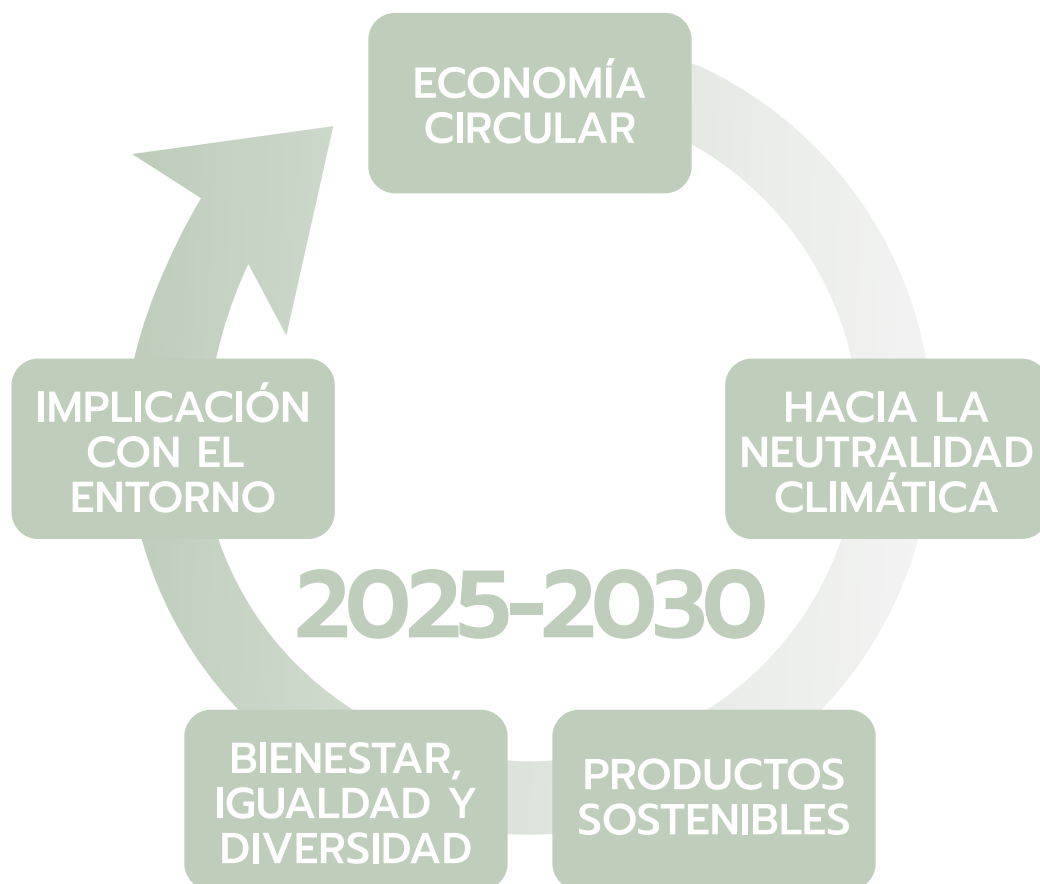 ECONOMÍA
CIRCULAR
HACIA LA
NEUTRALIDAD
CLIMÁTICA
PRODUCTOS
SOSTENIBLES
BIENESTAR,
IGUALDAD Y
DIVERSIDAD
IMPLICACIÓN
CON EL
ENTORNO
2025-2030